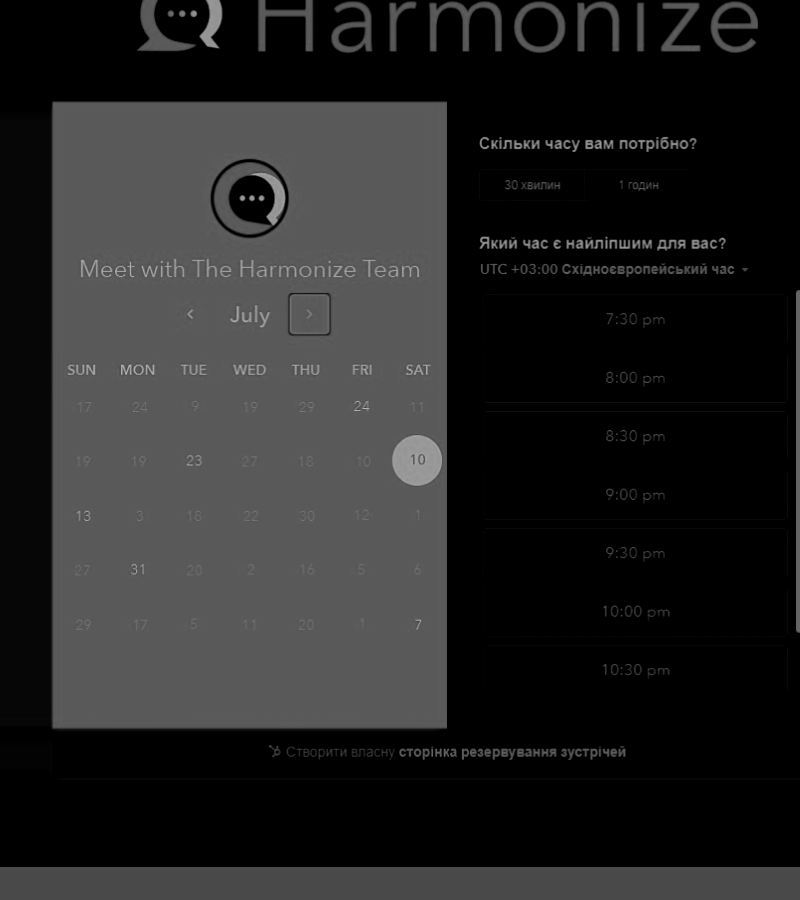 Harmonize
Meet with The Harmonize Team
July
SUN MON TUE WED THU FRI SAT
17 24 9 19 29 24 11
19 19 23 27 18 10 10
13 3 18 22 30 12 1
27 31 20 2 16 5 6
29 17 5 11 20 1 7
Скільки часу вам потрібно?
30 хвилин 1 годин
Який час є найліпшим для вас?
UTC +03:00 Східноєвропейський час
7:30 pm
8:00 pm
8:30 pm
9:00 pm
9:30 pm
10:00 pm
10:30 pm
Створити власну сторінка резервування зустрічей